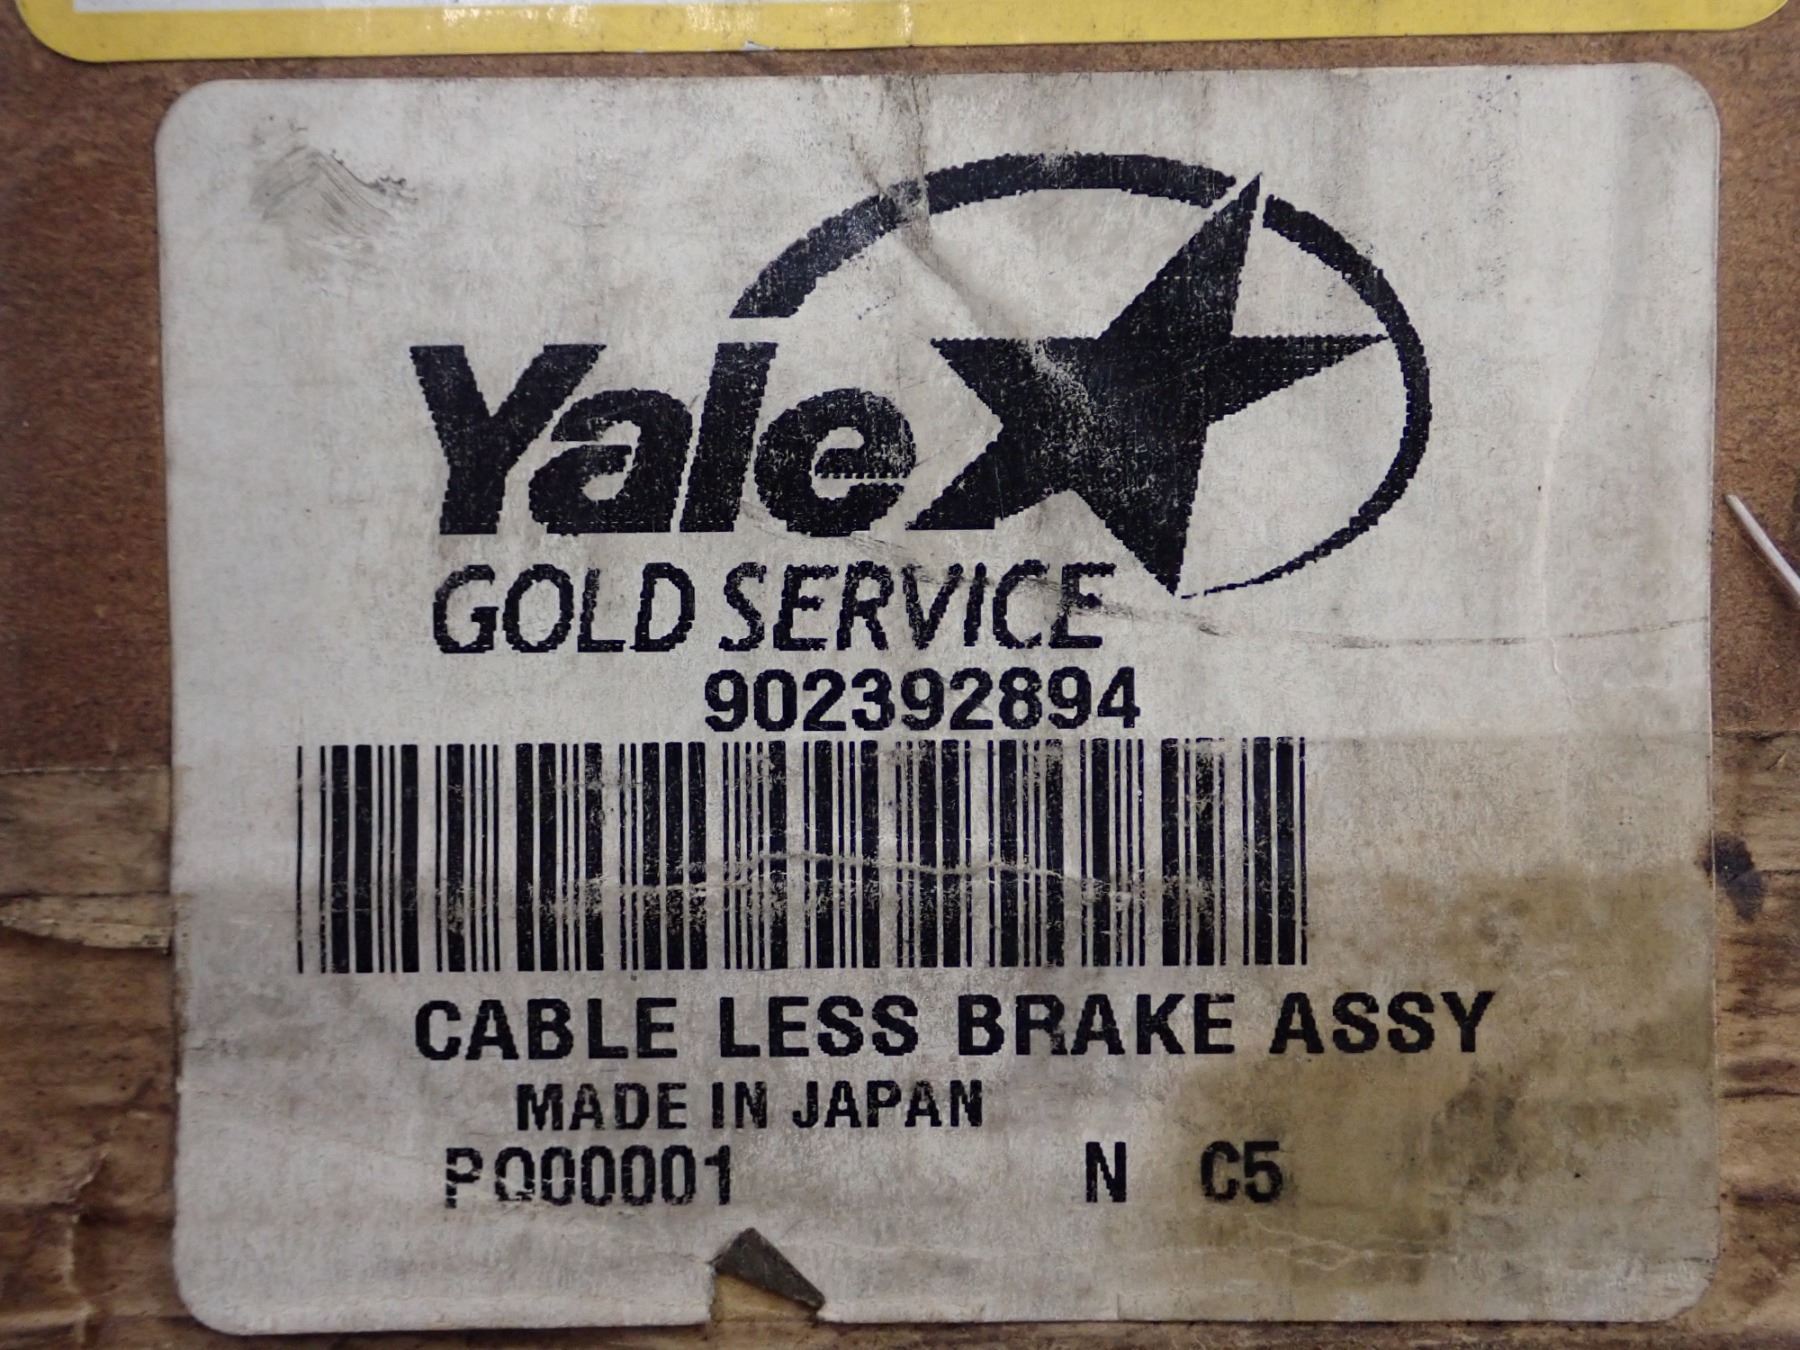 Yale
GOLD SERVICE
902392894
CABLE LESS BRAKE ASSY
MADE IN JAPAN
PQ00001 N C5